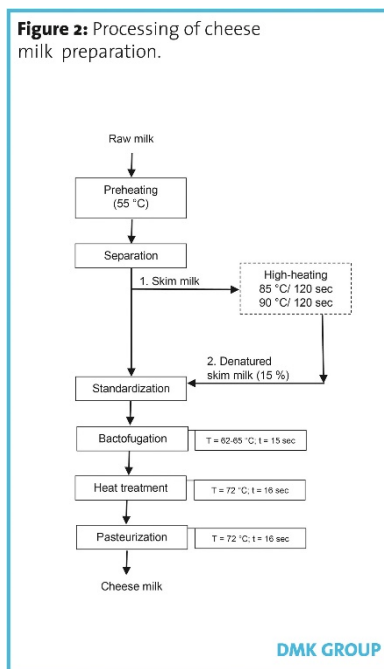 Figure 2: Processing of cheese
milk preparation.
Raw milk
Preheating
(55 °C)
Separation
1. Skim milk
High-heating
85 °C/ 120 sec
90 °C/ 120 sec
2. Denatured
skim milk (15 %)
Standardization
Bactofugation
T = 62-65 °C; t = 15 sec
Heat treatment
T = 72 °C; t = 16 sec
Pasteurization
T = 72 °C; t = 16 sec
Cheese milk
DMK GROUP